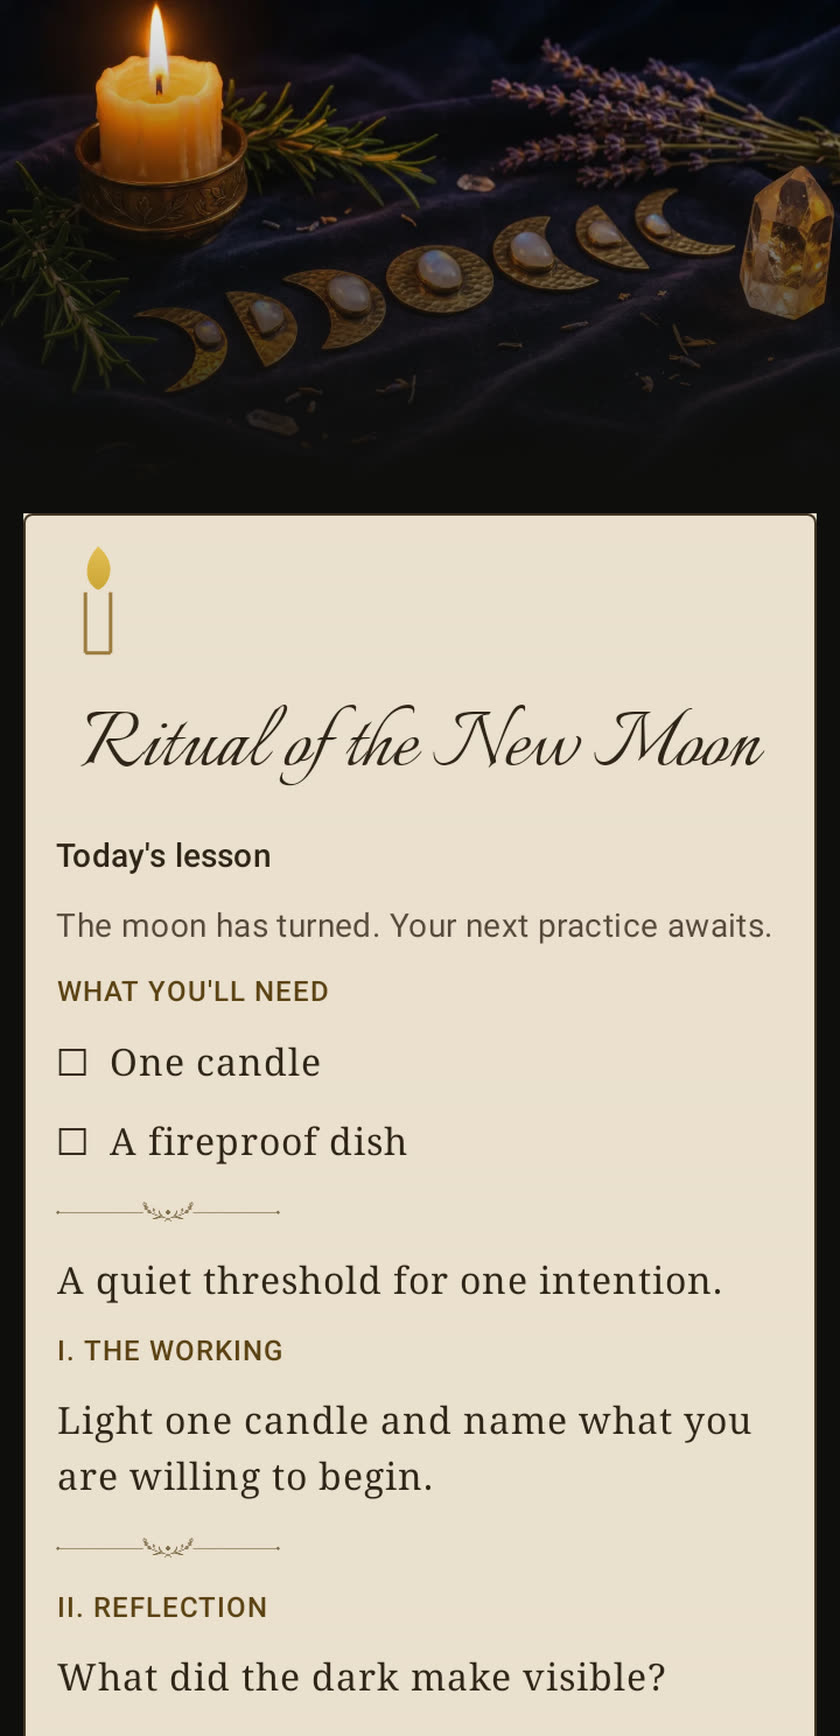 Ritual of the New Moon
Today's lesson
The moon has turned. Your next practice awaits.
WHAT YOU'LL NEED
☐ One candle
☐ A fireproof dish
A quiet threshold for one intention.
I. THE WORKING
Light one candle and name what you
are willing to begin.
II. REFLECTION
What did the dark make visible?